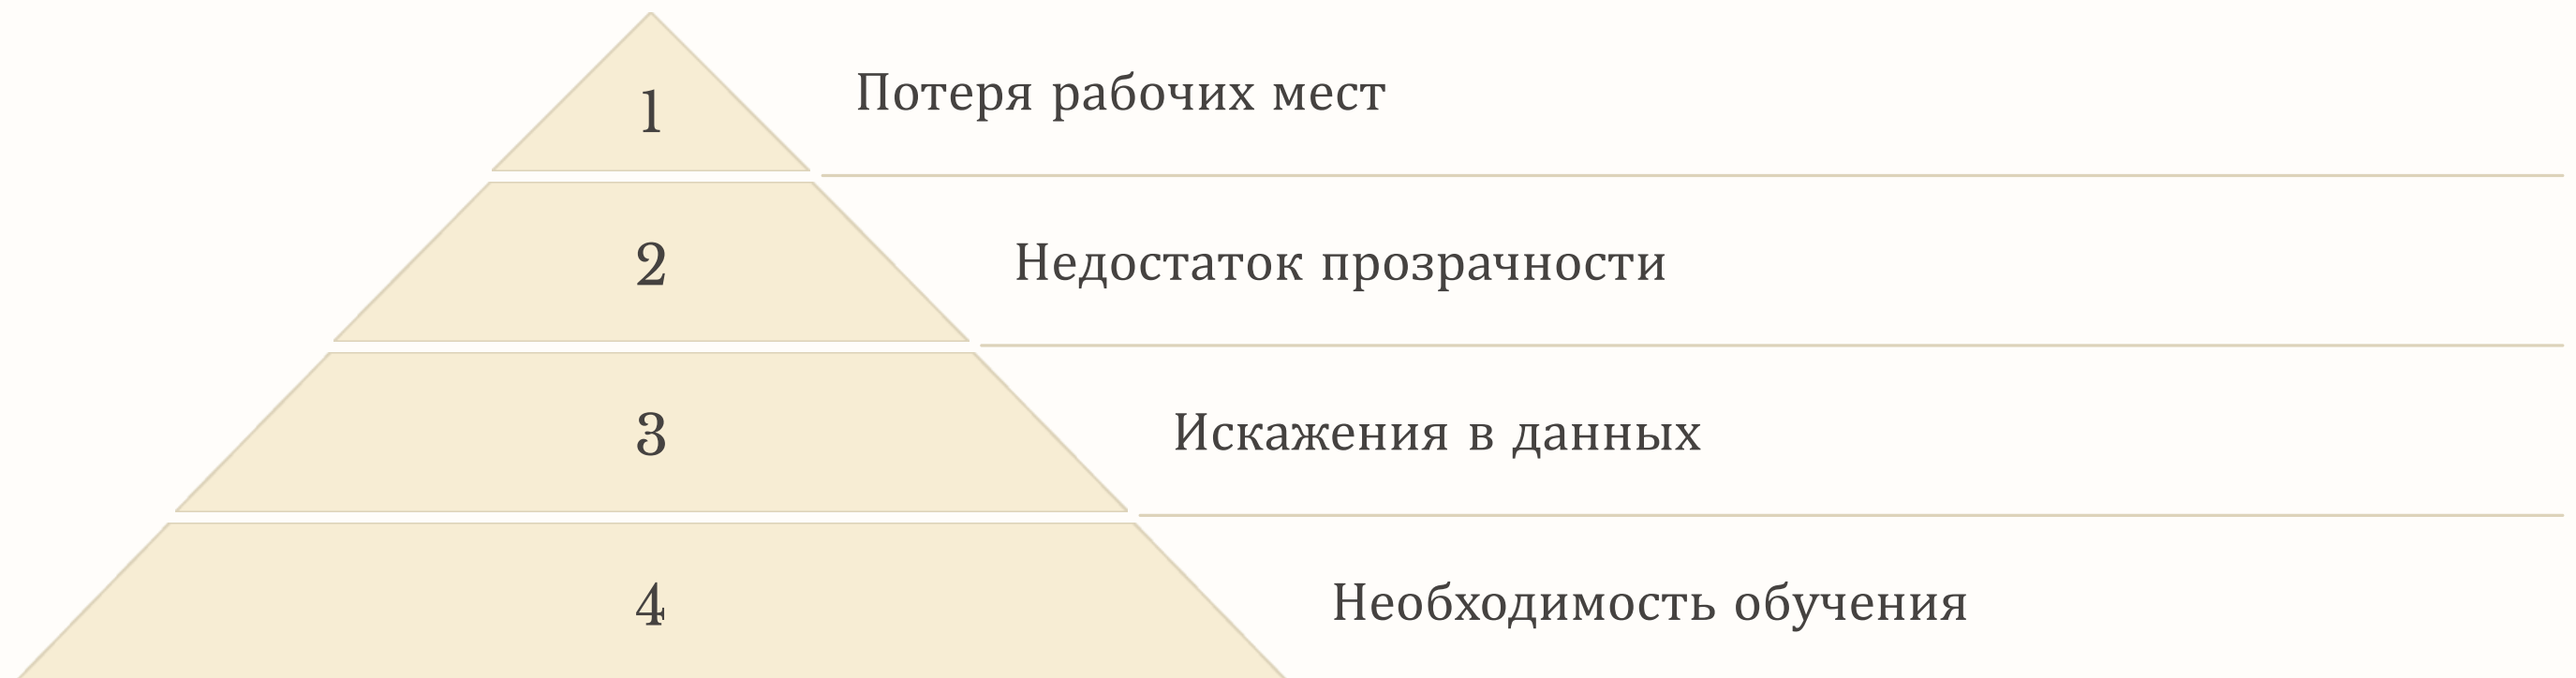 1
Потеря рабочих мест
2
Недостаток прозрачности
3
Искажения в данных
4
Необходимость обучения